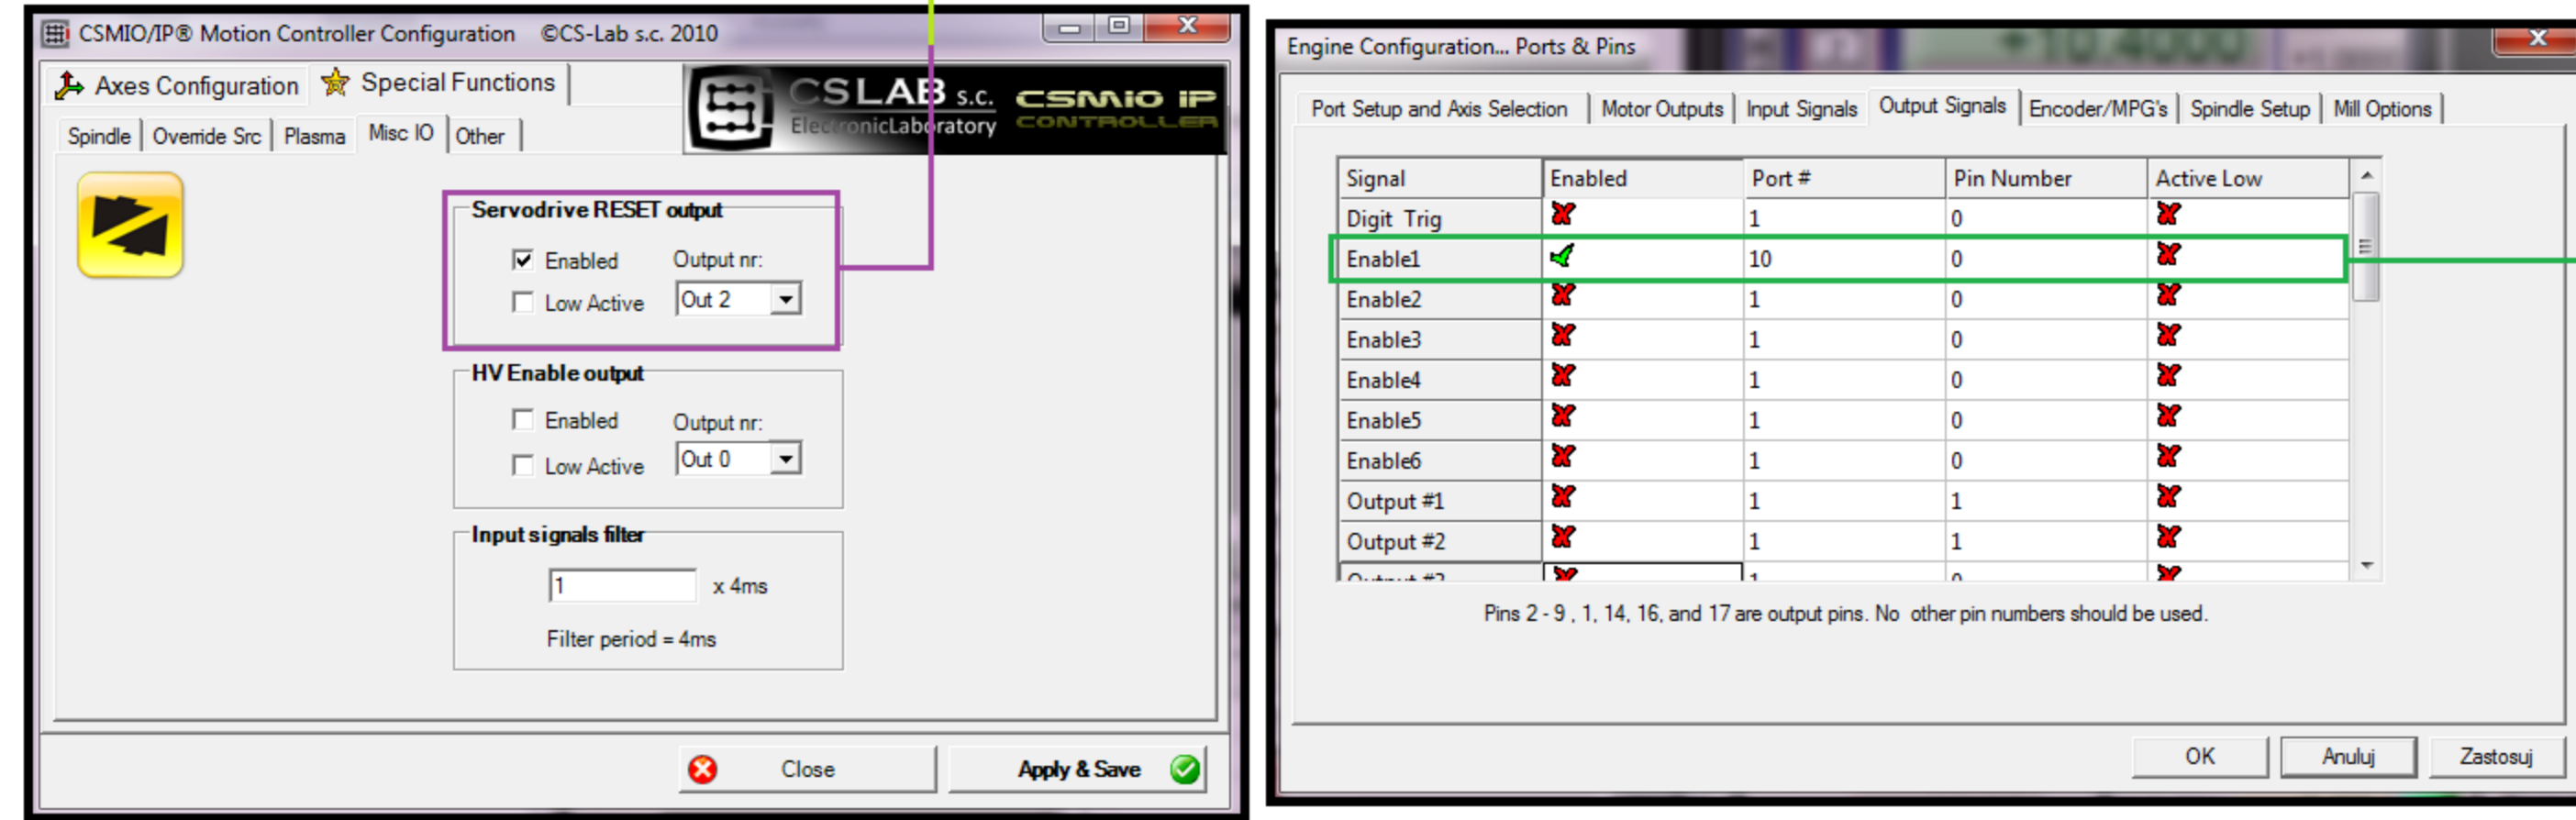 CSMIO/IP® Motion Controller Configuration ©CS-Lab s.c. 2010
Axes Configuration Special Functions
CSLAB s.c. CSMIO IP
ElectronicLaboratory CONTROLLER
Spindle Override Src Plasma Misc IO Other
Servodrive RESET output
Enabled Output nr:
Low Active Out 2
HV Enable output
Enabled Output nr:
Low Active Out 0
Input signals filter
1 x 4ms
Filter period = 4ms
Close Apply & Save
Engine Configuration... Ports & Pins
+10.4000
Port Setup and Axis Selection Motor Outputs Input Signals Output Signals Encoder/MPG's Spindle Setup Mill Options
Signal Enabled Port # Pin Number Active Low
Digit Trig 1 0
Enable1 10 0
Enable2 1 0
Enable3 1 0
Enable4 1 0
Enable5 1 0
Enable6 1 0
Output #1 1 1
Output #2 1 1
Output #3 1 0
Pins 2 - 9 , 1, 14, 16, and 17 are output pins. No other pin numbers should be used.
OK Anuluj Zastosuj